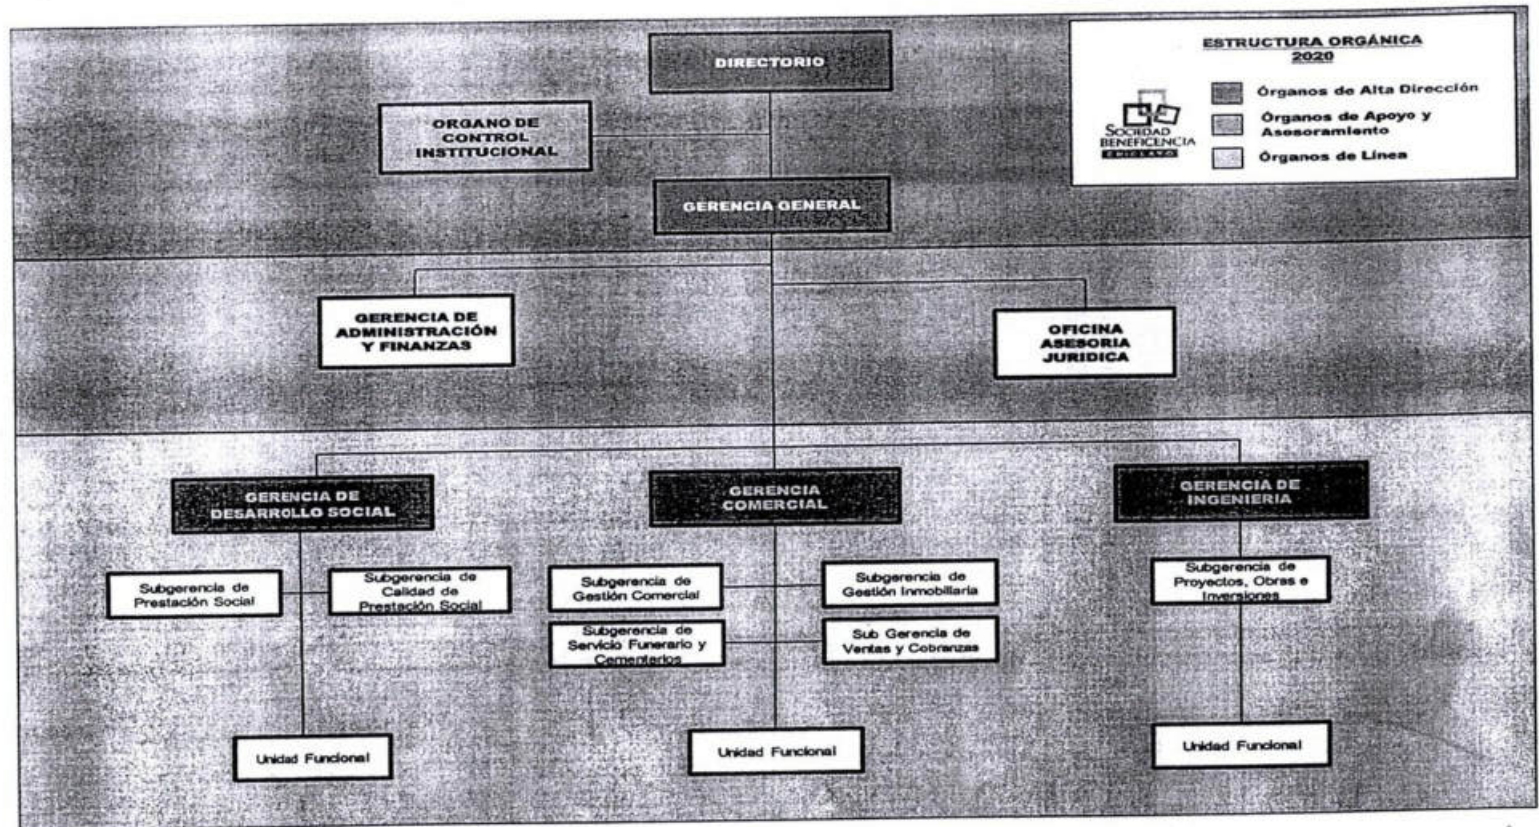 DIRECTORIO
ESTRUCTURA ORGÁNICA
2020
SOCIEDAD
BENEFICENCIA
CHICLAYO
Órganos de Alta Dirección
Órganos de Apoyo y
Asesoramiento
Órganos de Línea
ORGANO DE
CONTROL
INSTITUCIONAL
GERENCIA GENERAL
GERENCIA DE
ADMINISTRACIÓN
Y FINANZAS
OFICINA
ASESORIA
JURIDICA
GERENCIA DE
DESARROLLO SOCIAL
GERENCIA
COMERCIAL
GERENCIA DE
INGENIERIA
Subgerencia de
Prestación Social
Subgerencia de
Calidad de
Prestación Social
Subgerencia de
Gestión Comercial
Subgerencia de
Gestión Inmobiliaria
Subgerencia de
Proyectos, Obras e
Inversiones
Subgerencia de
Servicio Funerario y
Cementerios
Sub Gerencia de
Ventas y Cobranzas
Unidad Funcional
Unidad Funcional
Unidad Funcional